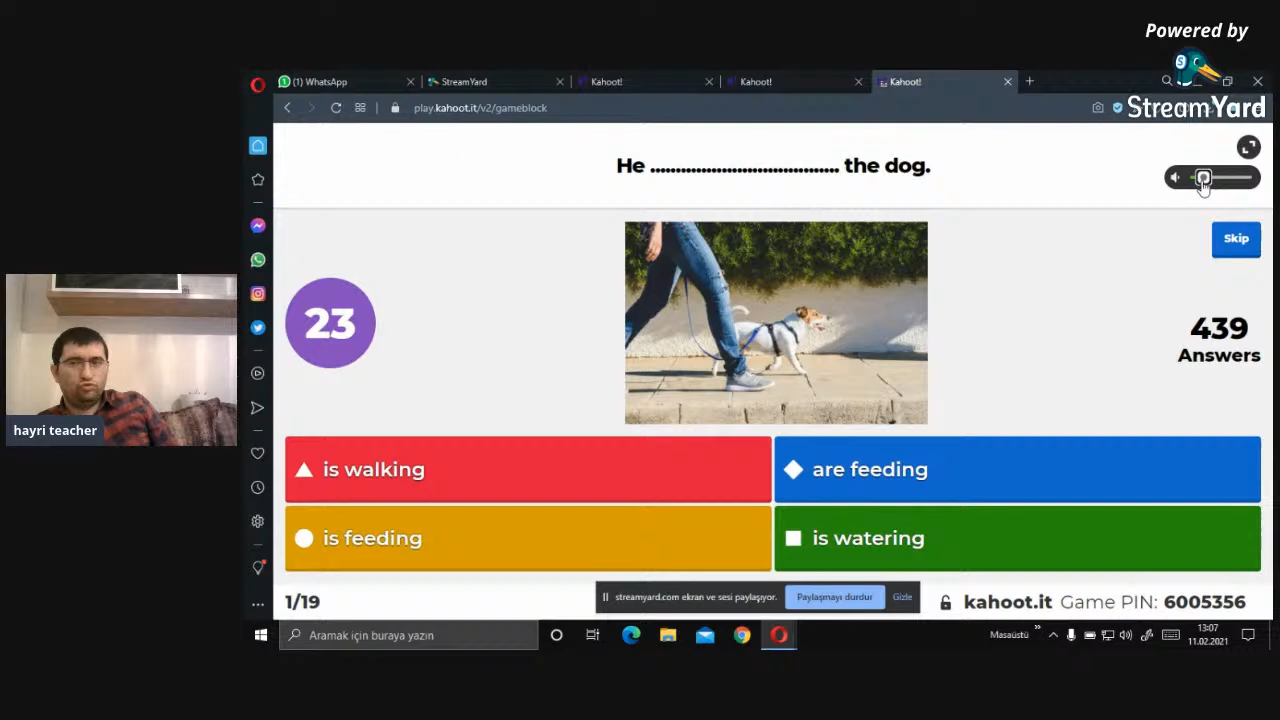 Powered by
StreamYard
(1) WhatsApp
StreamYard
Kahoot!
Kahoot!
Kahoot!
play.kahoot.it/v2/gameblock
He .................................... the dog.
Skip
23
439
Answers
hayri teacher
is walking
are feeding
is feeding
is watering
1/19
streamyard.com ekran ve sesi paylaşıyor.
Paylaşmayı durdur
Gizle
kahoot.it Game PIN: 6005356
Aramak için buraya yazın
Masaüstü
13:07
11.02.2021